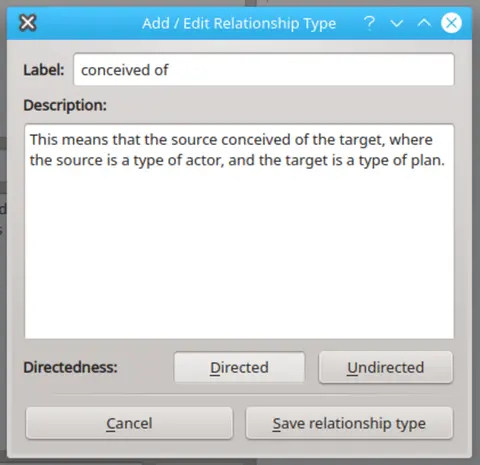 Add / Edit Relationship Type ?
Label: conceived of
Description:
This means that the source conceived of the target, where
the source is a type of actor, and the target is a type of plan.
Directedness: Directed Undirected
Cancel Save relationship type